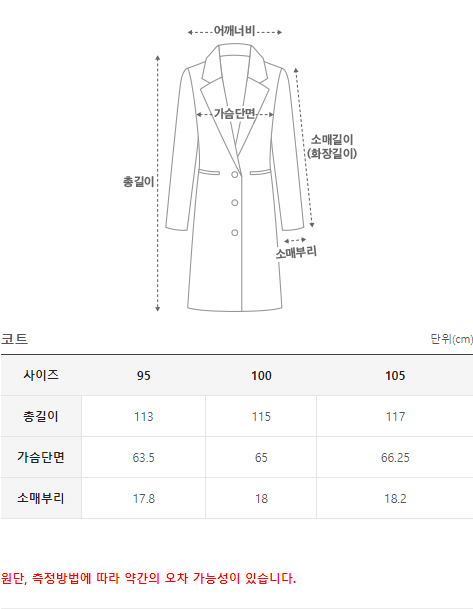 어깨너비
가슴단면
소매길이
(화장길이)
총길이
소매부리
코트 단위(cm)
사이즈 95 100 105
총길이 113 115 117
가슴단면 63.5 65 66.25
소매부리 17.8 18 18.2
원단, 측정방법에 따라 약간의 오차 가능성이 있습니다.